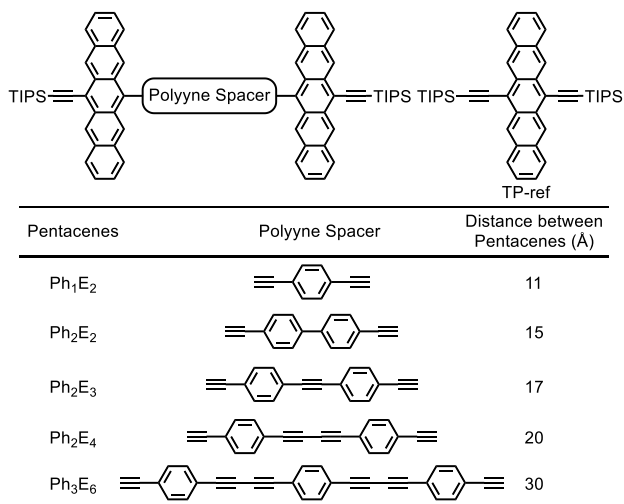 TIPS Polyyne Spacer TIPS TIPS TIPS
TP-ref
Pentacenes Polyyne Spacer Distance between
Pentacenes (Å)
Ph₁E₂ 11
Ph₂E₂ 15
Ph₂E₃ 17
Ph₂E₄ 20
Ph₃E₆ 30